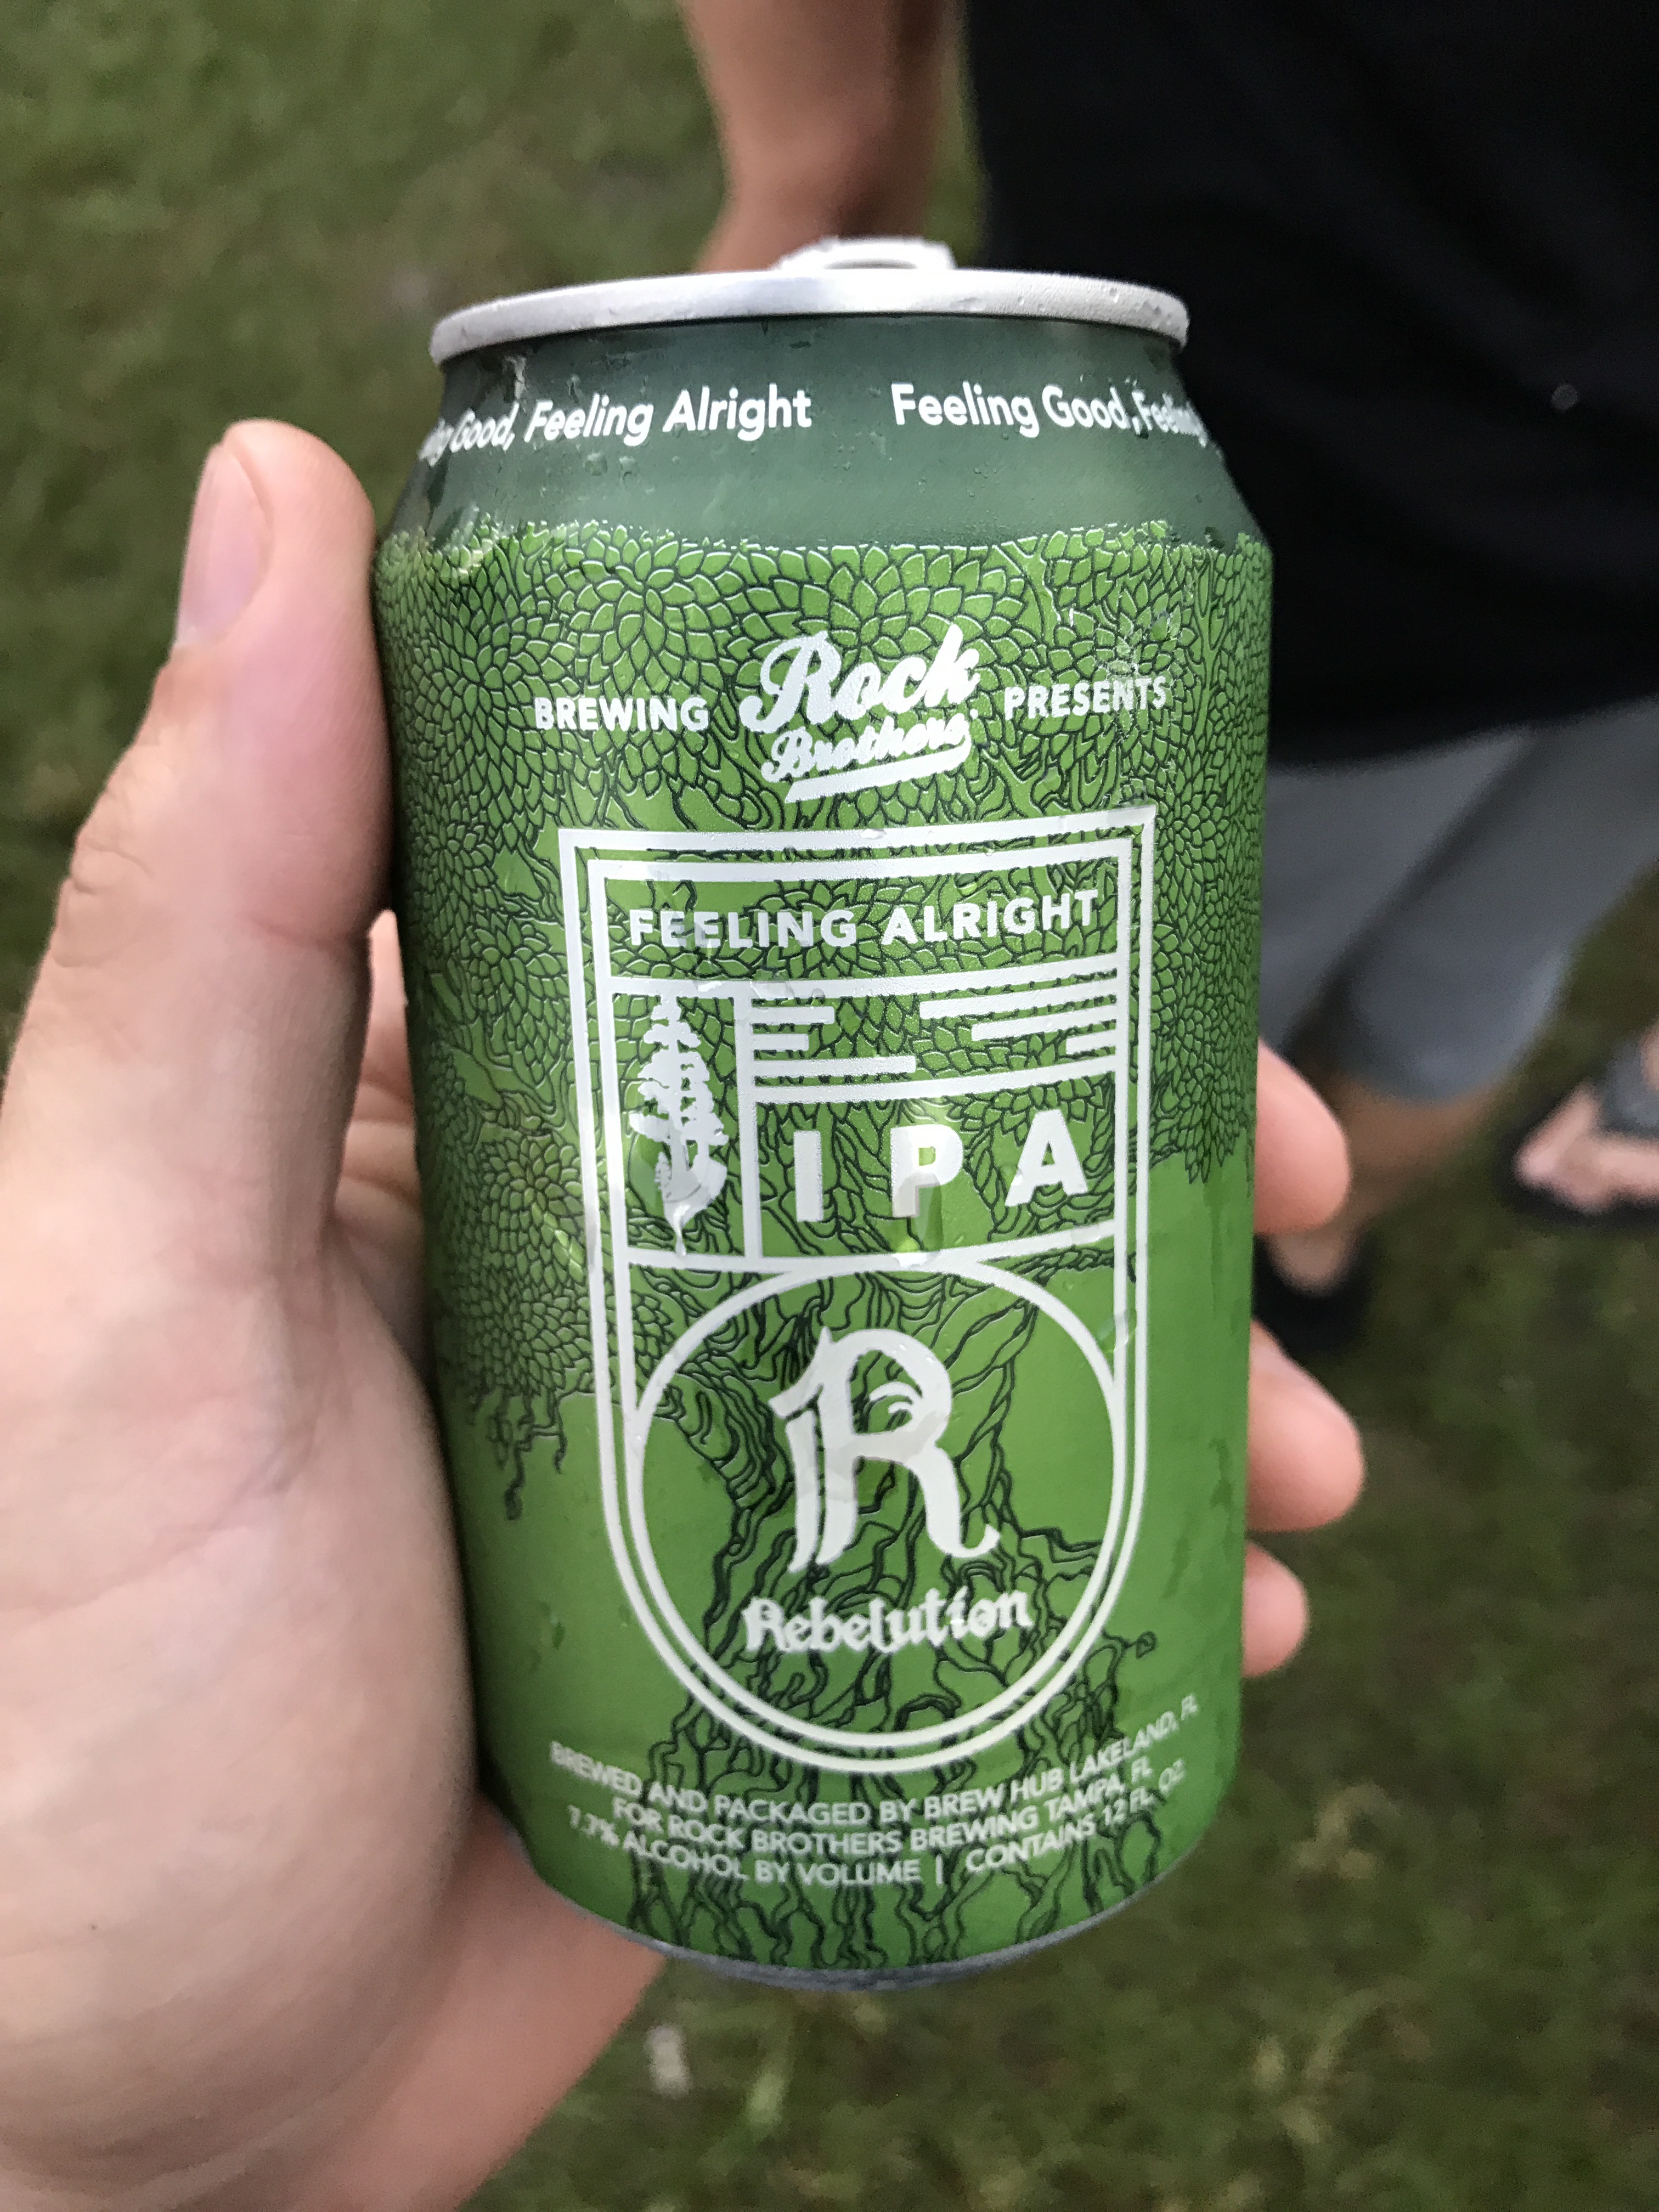 Good, Feeling Alright Feeling Good, Feeling
BREWING Rock Brothers PRESENTS
FEELING ALRIGHT
IPA
R
Rebelution
BREWED AND PACKAGED BY BREW HUB LAKELAND, FL
FOR ROCK BROTHERS BREWING TAMPA, FL
7.7% ALCOHOL BY VOLUME | CONTAINS 12 FL. OZ.